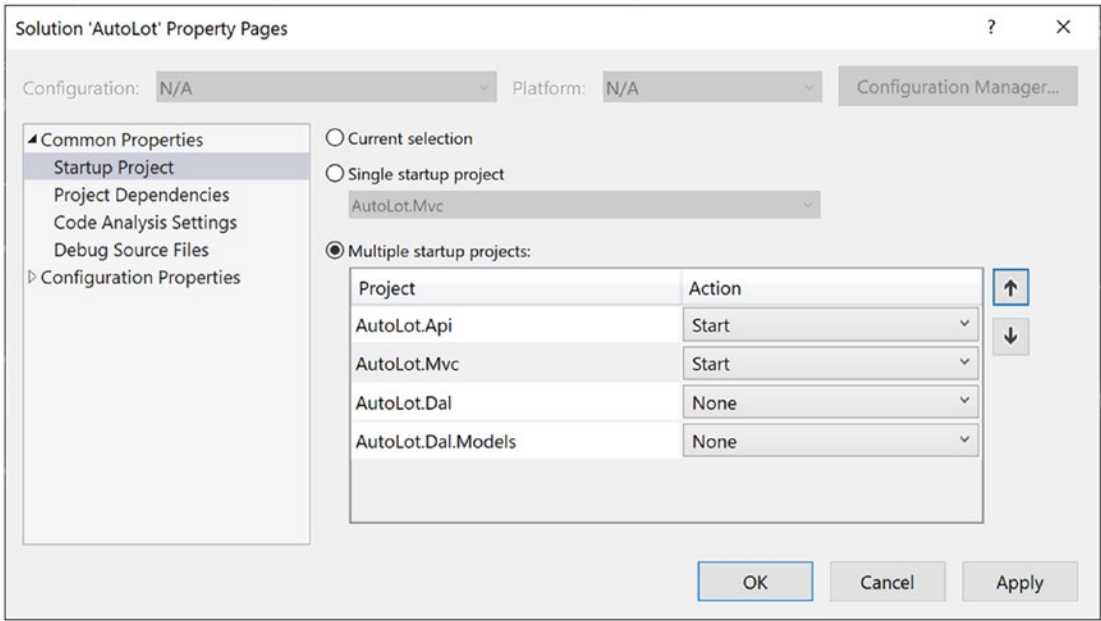 Solution 'AutoLot' Property Pages ?
Configuration: N/A Platform: N/A Configuration Manager...
Common Properties
Startup Project
Project Dependencies
Code Analysis Settings
Debug Source Files
Configuration Properties
Current selection
Single startup project
AutoLot.Mvc
Multiple startup projects:
Project Action
AutoLot.Api Start
AutoLot.Mvc Start
AutoLot.Dal None
AutoLot.Dal.Models None
OK Cancel Apply